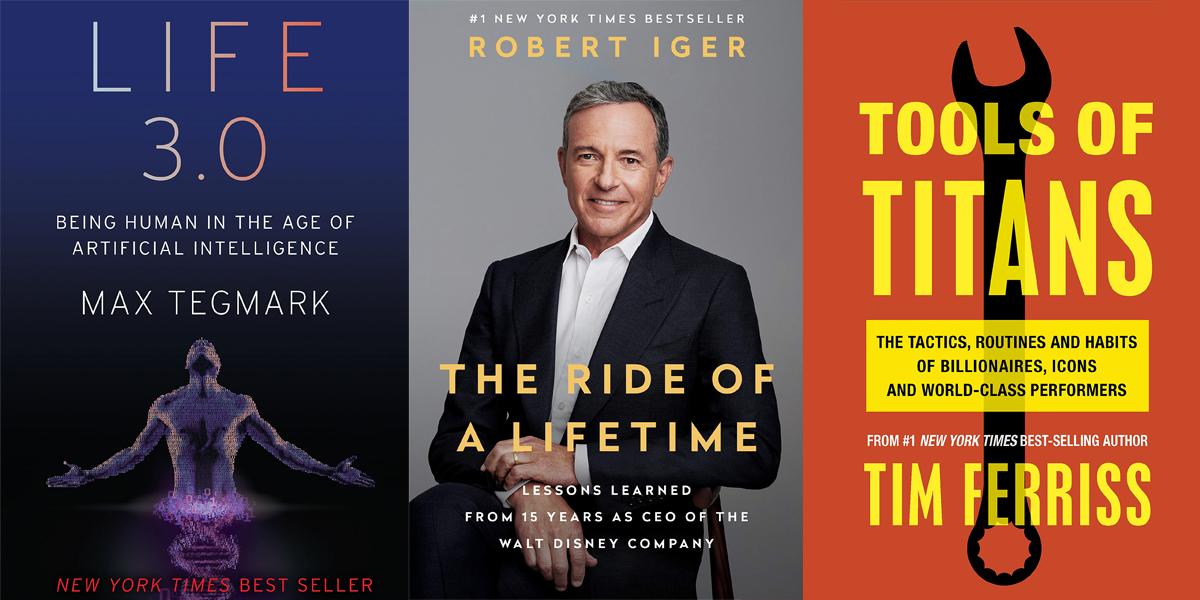 LIFE
3.0
BEING HUMAN IN THE AGE OF
ARTIFICIAL INTELLIGENCE
MAX TEGMARK
NEW YORK TIMES BEST SELLER
#1 NEW YORK TIMES BESTSELLER
ROBERT IGER
THE RIDE OF
A LIFETIME
LESSONS LEARNED
FROM 15 YEARS AS CEO OF THE
WALT DISNEY COMPANY
TOOLS OF
TITANS
THE TACTICS, ROUTINES AND HABITS
OF BILLIONAIRES, ICONS
AND WORLD-CLASS PERFORMERS
FROM #1 NEW YORK TIMES BEST-SELLING AUTHOR
TIM FERRISS